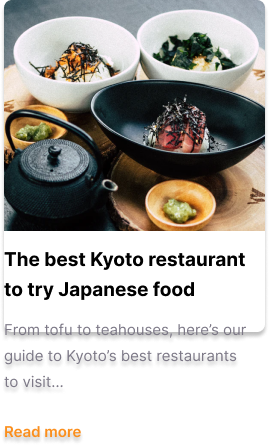 The best Kyoto restaurant
to try Japanese food
From tofu to teahouses, here’s our
guide to Kyoto’s best restaurants
to visit...
Read more